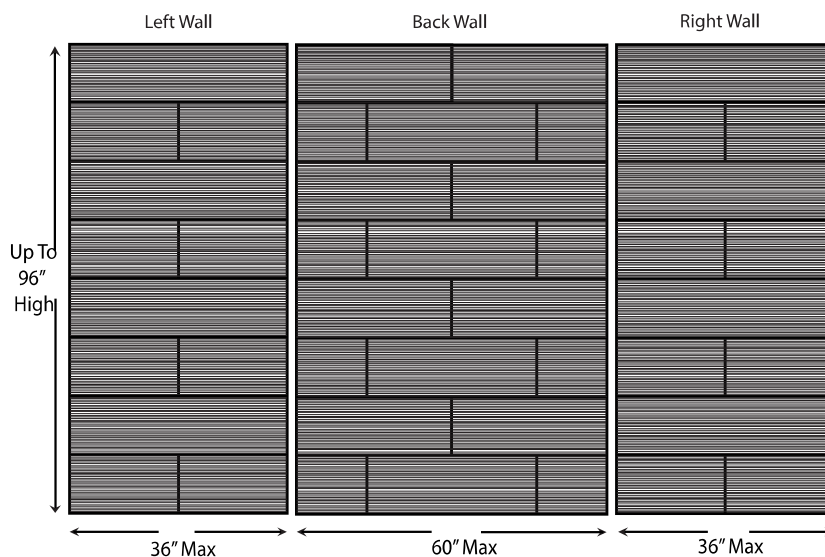 Left Wall
Back Wall
Right Wall
Up To
96”
High
36” Max
60” Max
36” Max